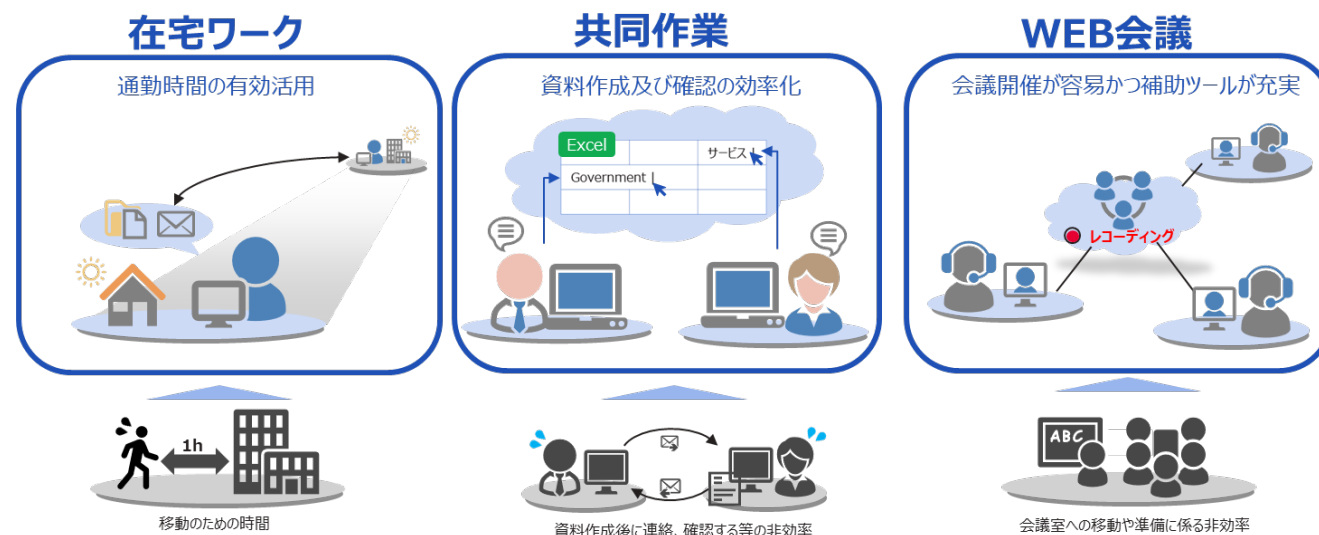 在宅ワーク
通勤時間の有効活用
1h
移動のための時間
共同作業
資料作成及び確認の効率化
Excel
サービス
Government
資料作成後に連絡、確認する等の非効率
WEB会議
会議開催が容易かつ補助ツールが充実
レコーディング
ABC
会議室への移動や準備に係る非効率